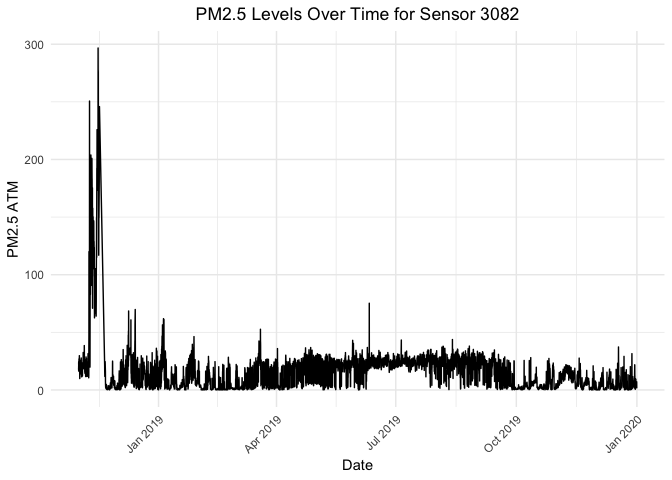 PM2.5 Levels Over Time for Sensor 3082
300
200
100
0
PM2.5 ATM
Jan 2019
Apr 2019
Jul 2019
Oct 2019
Jan 2020
Date